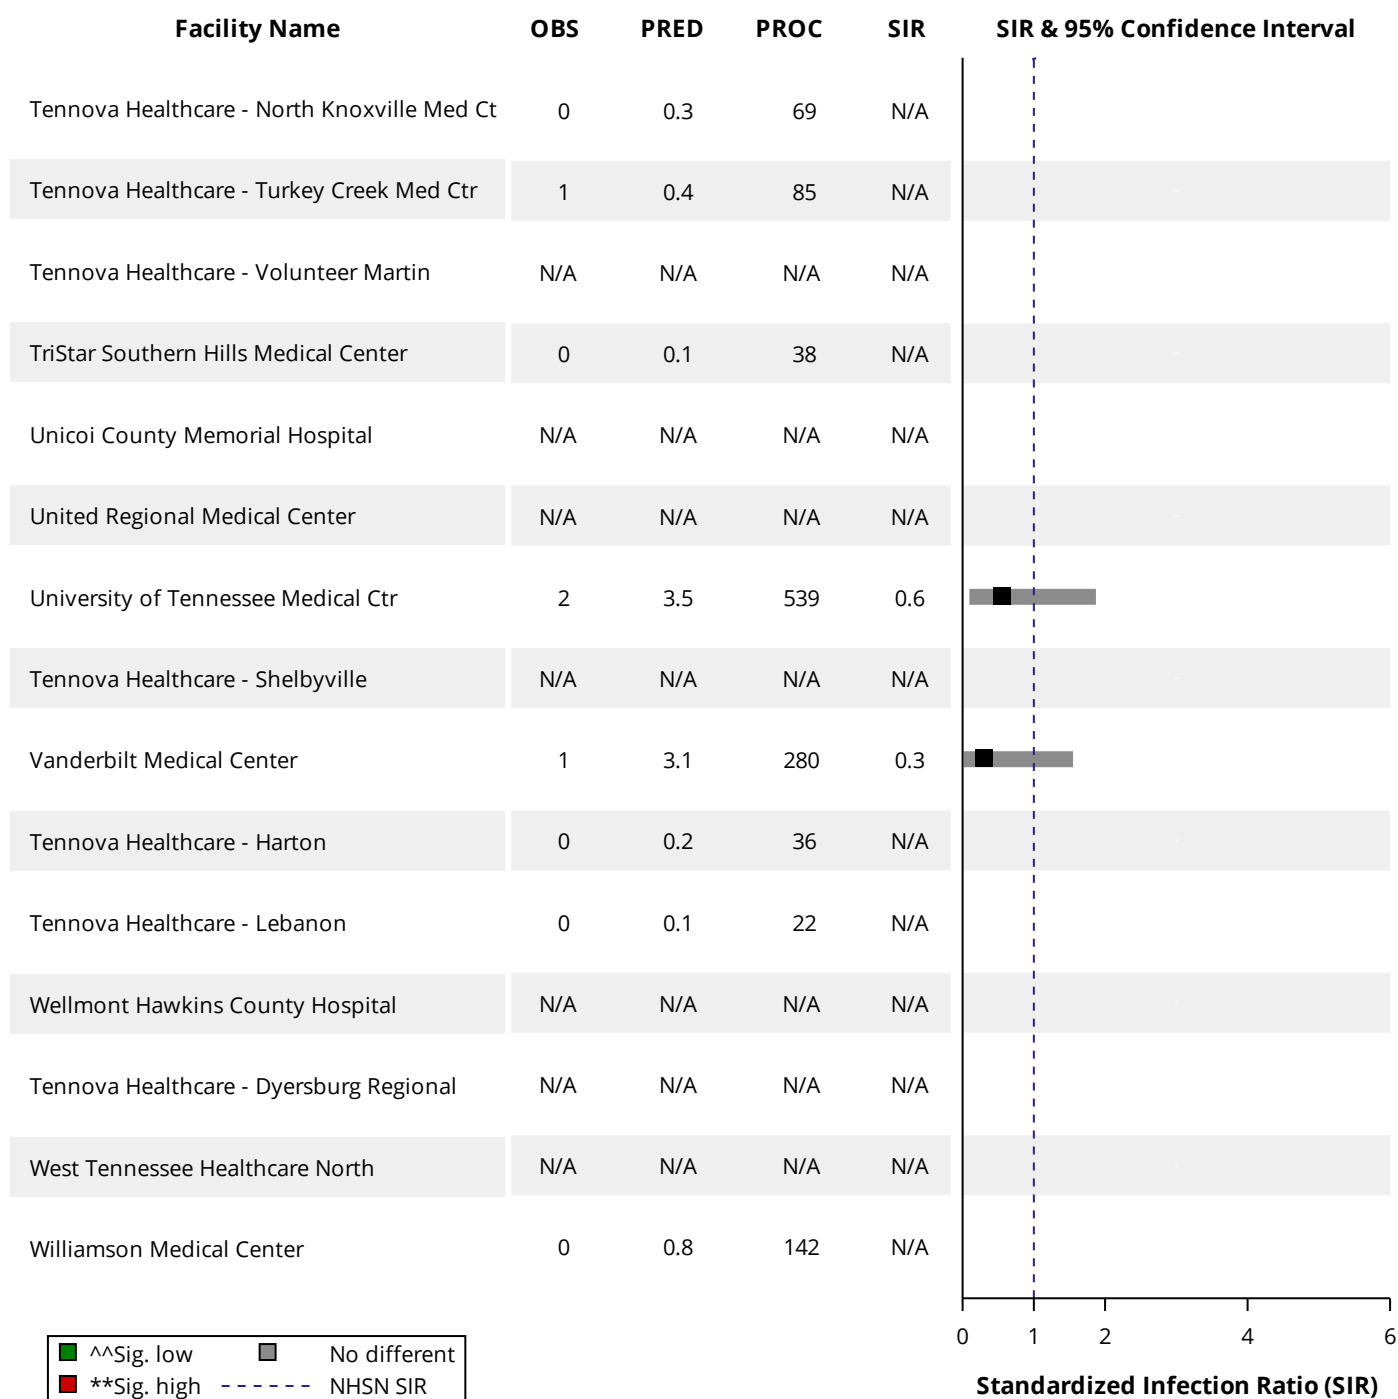 Facility Name OBS PRED PROC SIR SIR & 95% Confidence Interval
Tennova Healthcare - North Knoxville Med Ct 0 0.3 69 N/A
Tennova Healthcare - Turkey Creek Med Ctr 1 0.4 85 N/A
Tennova Healthcare - Volunteer Martin N/A N/A N/A N/A
TriStar Southern Hills Medical Center 0 0.1 38 N/A
Unicoi County Memorial Hospital N/A N/A N/A N/A
United Regional Medical Center N/A N/A N/A N/A
University of Tennessee Medical Ctr 2 3.5 539 0.6
Tennova Healthcare - Shelbyville N/A N/A N/A N/A
Vanderbilt Medical Center 1 3.1 280 0.3
Tennova Healthcare - Harton 0 0.2 36 N/A
Tennova Healthcare - Lebanon 0 0.1 22 N/A
Wellmont Hawkins County Hospital N/A N/A N/A N/A
Tennova Healthcare - Dyersburg Regional N/A N/A N/A N/A
West Tennessee Healthcare North N/A N/A N/A N/A
Williamson Medical Center 0 0.8 142 N/A
0 1 2 4 6
^^Sig. low No different
**Sig. high NHSN SIR
Standardized Infection Ratio (SIR)